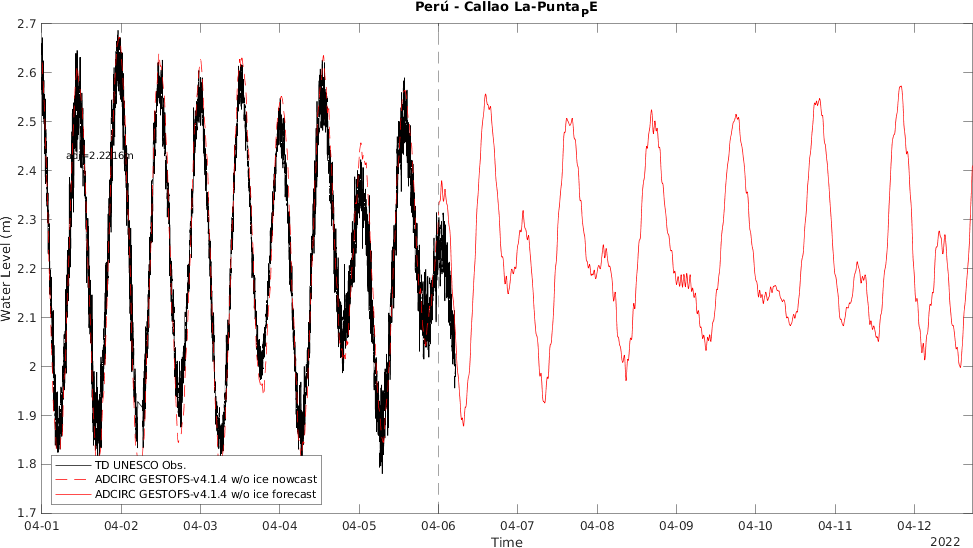 Perú - Callao La-Punta_pE
2.7
2.6
2.5
2.4
2.3
2.2
2.1
2
1.9
1.8
1.7
Water Level (m)
adj=2.2216m
TD UNESCO Obs.
ADCIRC GESTOFS-v4.1.4 w/o ice nowcast
ADCIRC GESTOFS-v4.1.4 w/o ice forecast
04-01 04-02 04-03 04-04 04-05 04-06 04-07 04-08 04-09 04-10 04-11 04-12
Time
2022